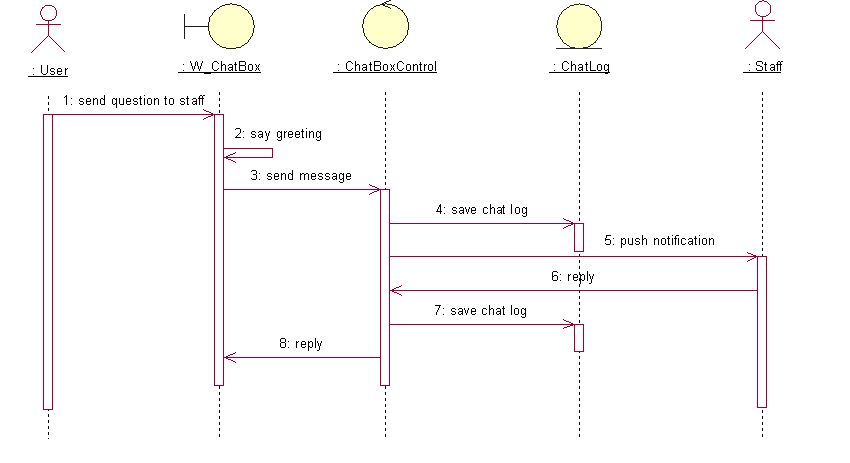 : User
: W_ChatBox
: ChatBoxControl
: ChatLog
: Staff
1: send question to staff
2: say greeting
3: send message
4: save chat log
5: push notification
6: reply
7: save chat log
8: reply